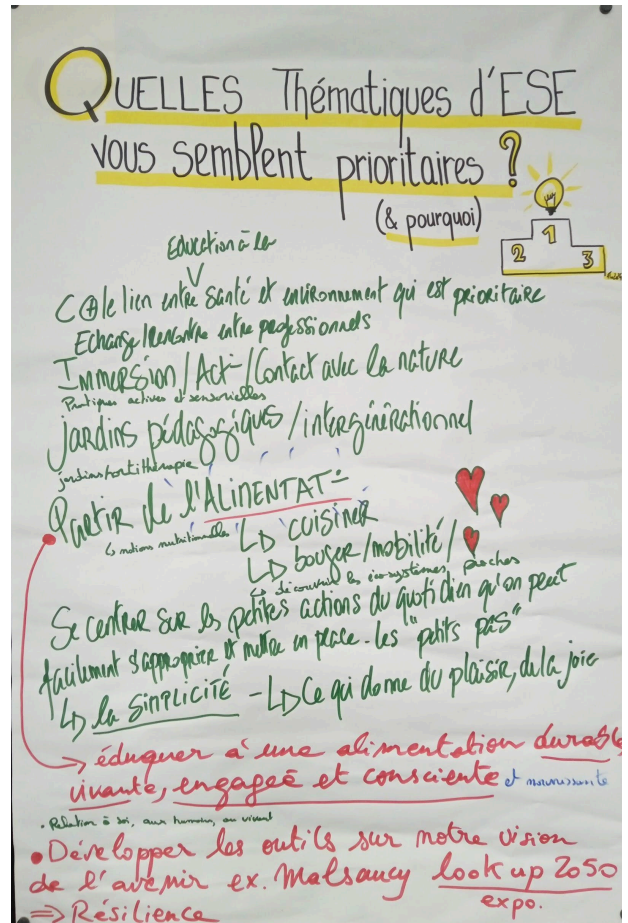 QUELLES Thématiques d'ESE
vous semblent prioritaires ?
(& pourquoi)
2 1 3
Education à la
C le lien entre santé et environnement qui est prioritaire
Echange/Rencontre entre professionnels
Immersion/Act°/Contact avec la nature
Pratiques actives et sensorielles
Jardins pédagogiques/intergénérationnel
jardins/hortithérapie
Partir de l'ALIMENTAT°
↳ notions nutritionnelles
↳ cuisiner
↳ bouger/mobilité/
↳ découvrir les écosystèmes proches
Se centrer sur les petites actions du quotidien qu'on peut
facilement s'approprier et mettre en place - les "petits pas"
↳ la SIMPLICITÉ - ↳ Ce qui donne du plaisir, de la joie
→ éduquer à une alimentation durable
vivante, engageé et consciente et nourrissante
• Relation à soi, aux humains, au vivant
• Développer les outils sur notre vision
de l'avenir ex. Malsaucy look up 2050
expo.
⇒ Résilience